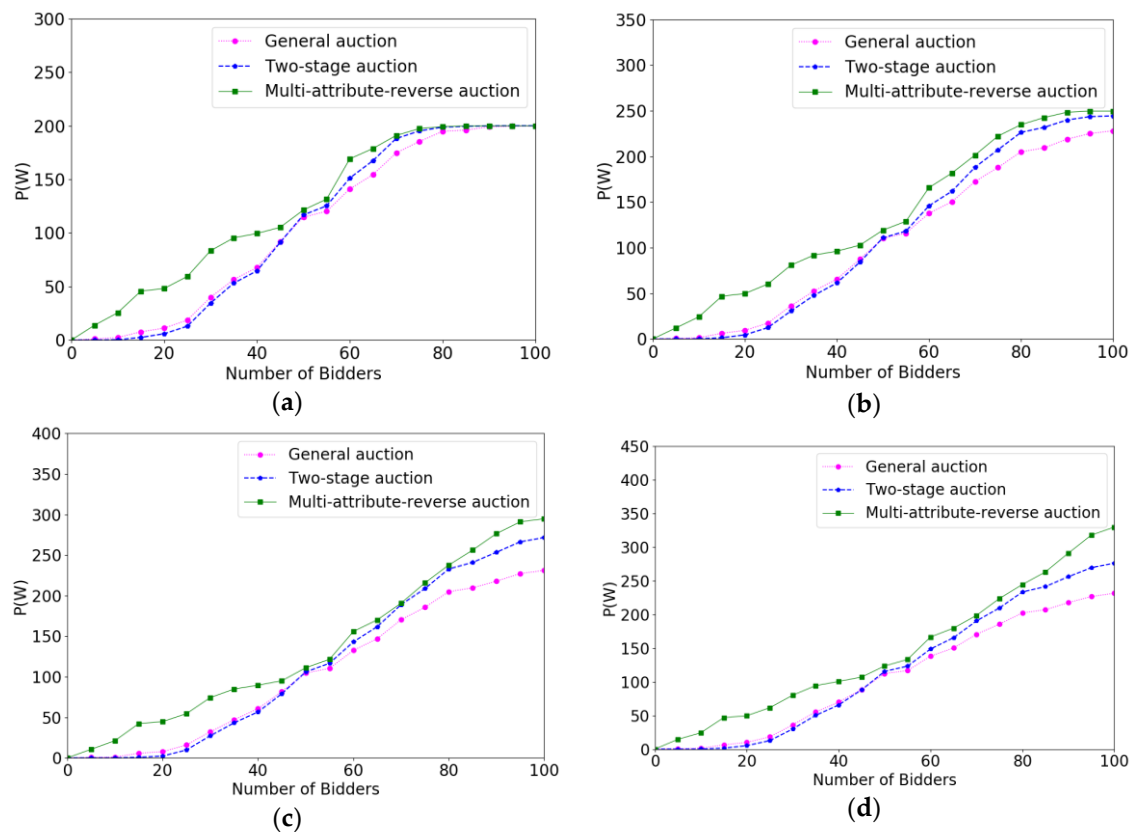 300
250
200
150
100
50
0
P(W)
General auction
Two-stage auction
Multi-attribute-reverse auction
0 20 40 60 80 100
Number of Bidders
(a)
350
300
250
200
150
100
50
0
P(W)
General auction
Two-stage auction
Multi-attribute-reverse auction
0 20 40 60 80 100
Number of Bidders
(b)
400
350
300
250
200
150
100
50
0
P(W)
General auction
Two-stage auction
Multi-attribute-reverse auction
0 20 40 60 80 100
Number of Bidders
(c)
450
400
350
300
250
200
150
100
50
0
P(W)
General auction
Two-stage auction
Multi-attribute-reverse auction
0 20 40 60 80 100
Number of Bidders
(d)